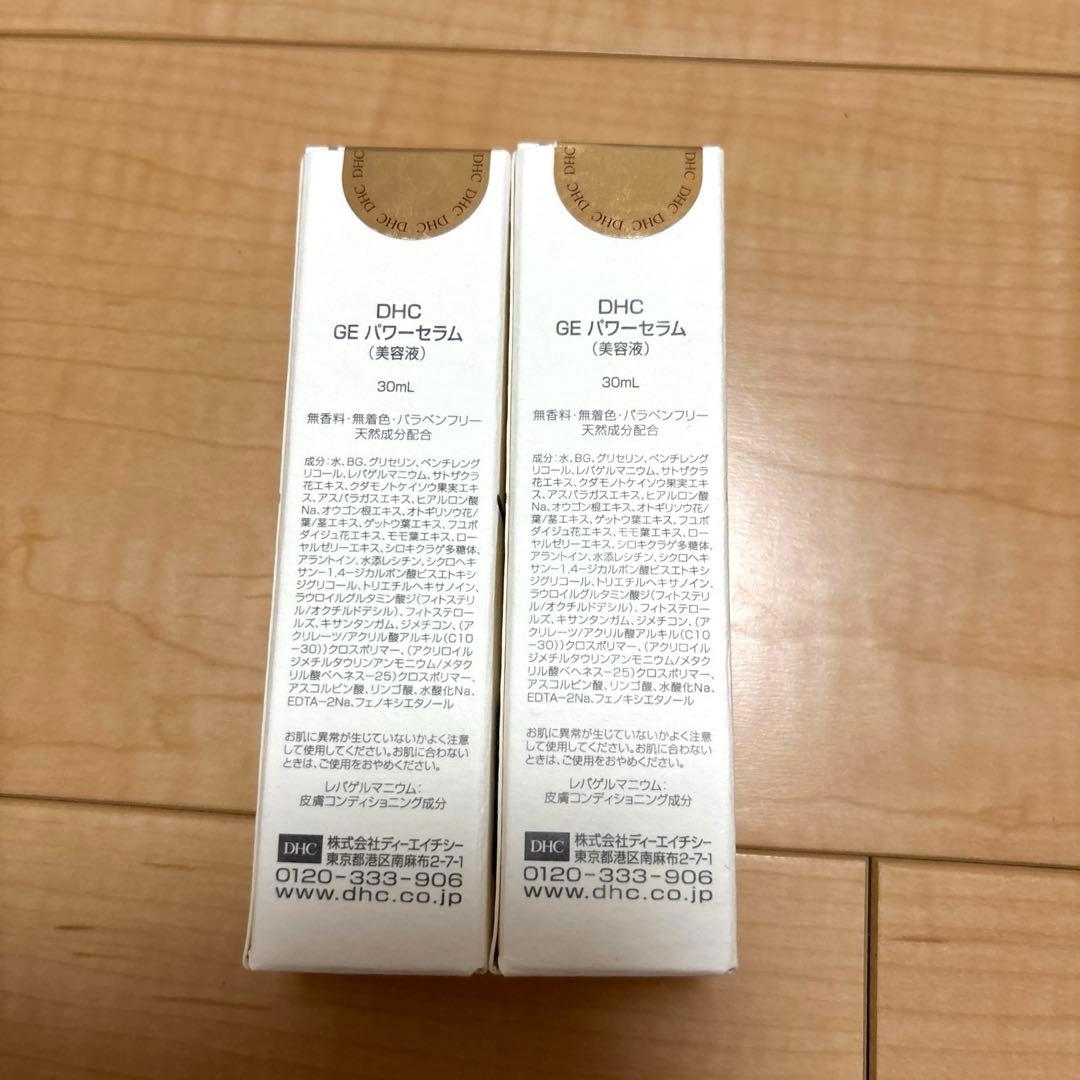 DHC DHC DHC DHC DHC DHC
DHC
GE パワーセラム
(美容液)
30mL
無香料・無着色・パラベンフリー
天然成分配合
成分:水、BG、グリセリン、ペンチレング
リコール、レパゲルマニウム、サトザクラ
花エキス、クダモノトケイソウ果実エキ
ス、アスパラガスエキス、ヒアルロン酸
Na、オウゴン根エキス、オトギリソウ花/
葉/茎エキス、ゲットウ葉エキス、フユボ
ダイジュ花エキス、モモ葉エキス、ロー
ヤルゼリーエキス、シロキクラゲ多糖体、
アラントイン、水添レシチン、シクロヘキ
サン-1,4-ジカルボン酸ビスエトキシ
ジグリコール、トリエチルヘキサノイン、
ラウロイルグルタミン酸ジ(フィトステリ
ル/オクチルドデシル)、フィトステロー
ルズ、キサンタンガム、ジメチコン、(ア
クリレーツ/アクリル酸アルキル(C10
-30))クロスポリマー、(アクリロイル
ジメチルタウリンアンモニウム/メタク
リル酸ベヘネス-25)クロスポリマー、
アスコルビン酸、リンゴ酸、水酸化Na、
EDTA-2Na、フェノキシエタノール
お肌に異常が生じていないかよく注意
して使用してください。お肌に合わない
ときは、ご使用をおやめください。
レパゲルマニウム:
皮膚コンディショニング成分
DHC 株式会社ディーエイチシー
東京都港区南麻布2-7-1
0120-333-906
www.dhc.co.jp
DHC DHC DHC DHC DHC DHC
DHC
GE パワーセラム
(美容液)
30mL
無香料・無着色・パラベンフリー
天然成分配合
成分:水、BG、グリセリン、ペンチレング
リコール、レパゲルマニウム、サトザクラ
花エキス、クダモノトケイソウ果実エキ
ス、アスパラガスエキス、ヒアルロン酸
Na、オウゴン根エキス、オトギリソウ花/
葉/茎エキス、ゲットウ葉エキス、フユボ
ダイジュ花エキス、モモ葉エキス、ロー
ヤルゼリーエキス、シロキクラゲ多糖体、
アラントイン、水添レシチン、シクロヘキ
サン-1,4-ジカルボン酸ビスエトキシ
ジグリコール、トリエチルヘキサノイン、
ラウロイルグルタミン酸ジ(フィトステリ
ル/オクチルドデシル)、フィトステロー
ルズ、キサンタンガム、ジメチコン、(ア
クリレーツ/アクリル酸アルキル(C10
-30))クロスポリマー、(アクリロイル
ジメチルタウリンアンモニウム/メタク
リル酸ベヘネス-25)クロスポリマー、
アスコルビン酸、リンゴ酸、水酸化Na、
EDTA-2Na、フェノキシエタノール
お肌に異常が生じていないかよく注意
して使用してください。お肌に合わない
ときは、ご使用をおやめください。
レパゲルマニウム:
皮膚コンディショニング成分
DHC 株式会社ディーエイチシー
東京都港区南麻布2-7-1
0120-333-906
www.dhc.co.jp